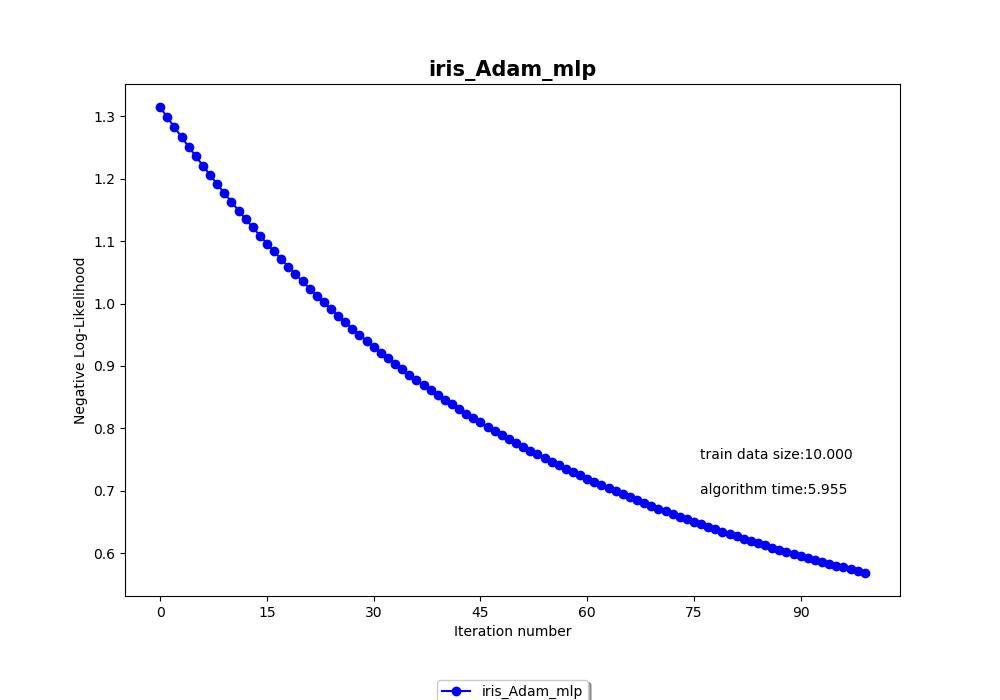 iris_Adam_mlp
Negative Log-Likelihood
1.3
1.2
1.1
1.0
0.9
0.8
0.7
0.6
train data size:10.000
algorithm time:5.955
0 15 30 45 60 75 90
Iteration number
iris_Adam_mlp